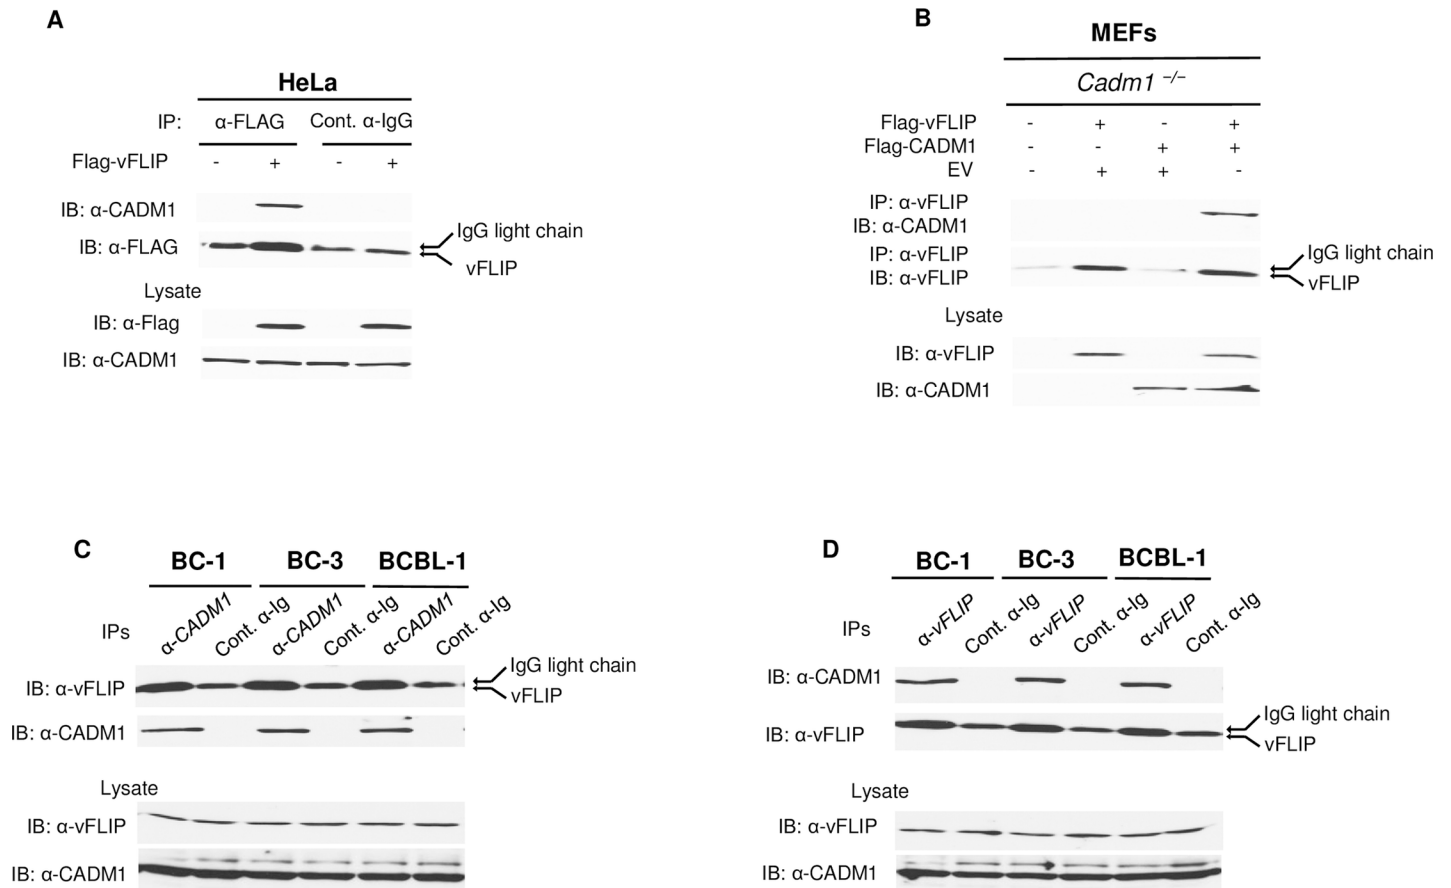 A
HeLa
IP: α-FLAG Cont. α-IgG
Flag-vFLIP - + - +
IB: α-CADM1
IB: α-FLAG
IgG light chain
vFLIP
Lysate
IB: α-Flag
IB: α-CADM1
B
MEFs
Cadm1 –/–
Flag-vFLIP - + - +
Flag-CADM1 - - + +
EV - + + -
IP: α-vFLIP
IB: α-CADM1
IP: α-vFLIP
IB: α-vFLIP
IgG light chain
vFLIP
Lysate
IB: α-vFLIP
IB: α-CADM1
C
BC-1 BC-3 BCBL-1
IPs α-CADM1 Cont. α-Ig α-CADM1 Cont. α-Ig α-CADM1 Cont. α-Ig
IB: α-vFLIP
IgG light chain
vFLIP
IB: α-CADM1
Lysate
IB: α-vFLIP
IB: α-CADM1
D
BC-1 BC-3 BCBL-1
IPs α-vFLIP Cont. α-Ig α-vFLIP Cont. α-Ig α-vFLIP Cont. α-Ig
IB: α-CADM1
IB: α-vFLIP
IgG light chain
vFLIP
Lysate
IB: α-vFLIP
IB: α-CADM1